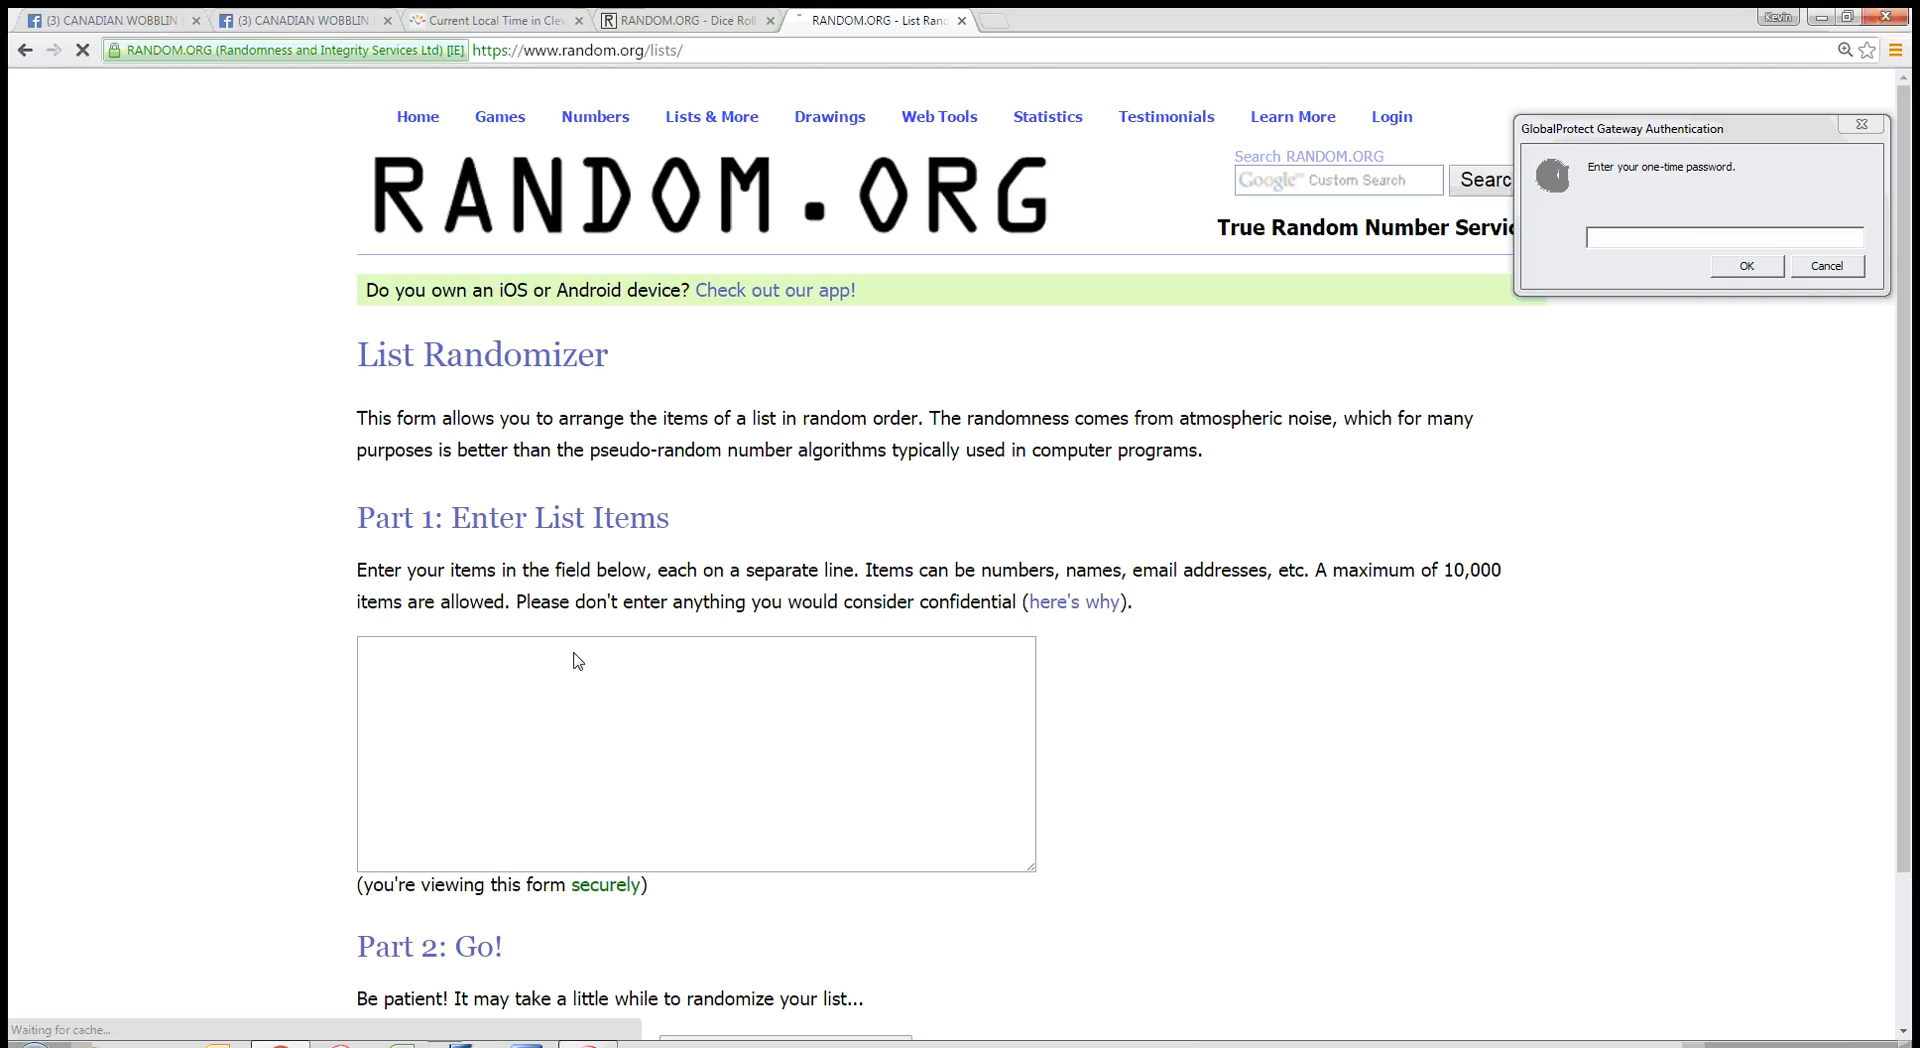 (3) CANADIAN WOBBLIN
(3) CANADIAN WOBBLIN
Current Local Time in Clev
RANDOM.ORG - Dice Roll
RANDOM.ORG - List Ran
Kevin
RANDOM.ORG (Randomness and Integrity Services Ltd) [IE] https://www.random.org/lists/
Home Games Numbers Lists & More Drawings Web Tools Statistics Testimonials Learn More Login
RANDOM.ORG
Search RANDOM.ORG
Google™ Custom Search Searc
True Random Number Servic
GlobalProtect Gateway Authentication
Enter your one-time password.
OK Cancel
Do you own an iOS or Android device? Check out our app!
List Randomizer
This form allows you to arrange the items of a list in random order. The randomness comes from atmospheric noise, which for many
purposes is better than the pseudo-random number algorithms typically used in computer programs.
Part 1: Enter List Items
Enter your items in the field below, each on a separate line. Items can be numbers, names, email addresses, etc. A maximum of 10,000
items are allowed. Please don't enter anything you would consider confidential (here's why).
(you're viewing this form securely)
Part 2: Go!
Be patient! It may take a little while to randomize your list...
Waiting for cache...